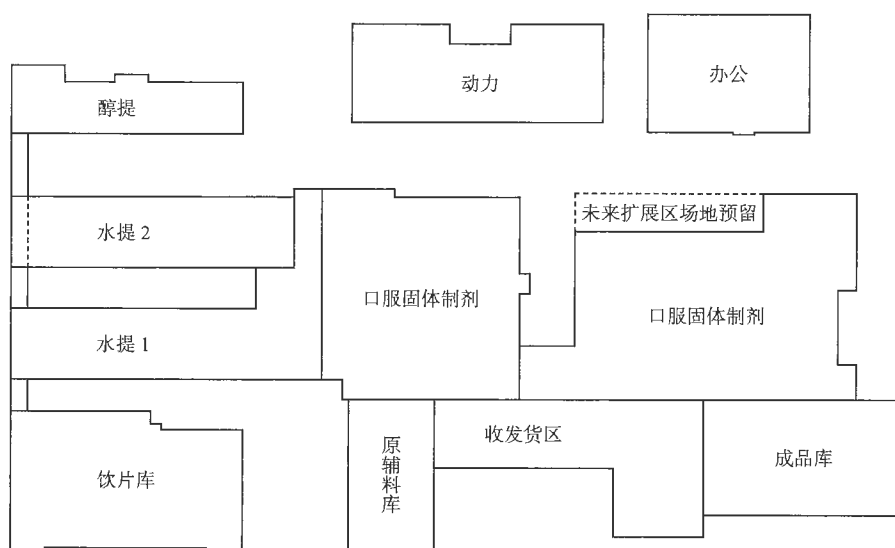 动力
办公
醇提
水提 2
未来扩展区场地预留
口服固体制剂
口服固体制剂
水提 1
饮片库
原辅料库
收发货区
成品库